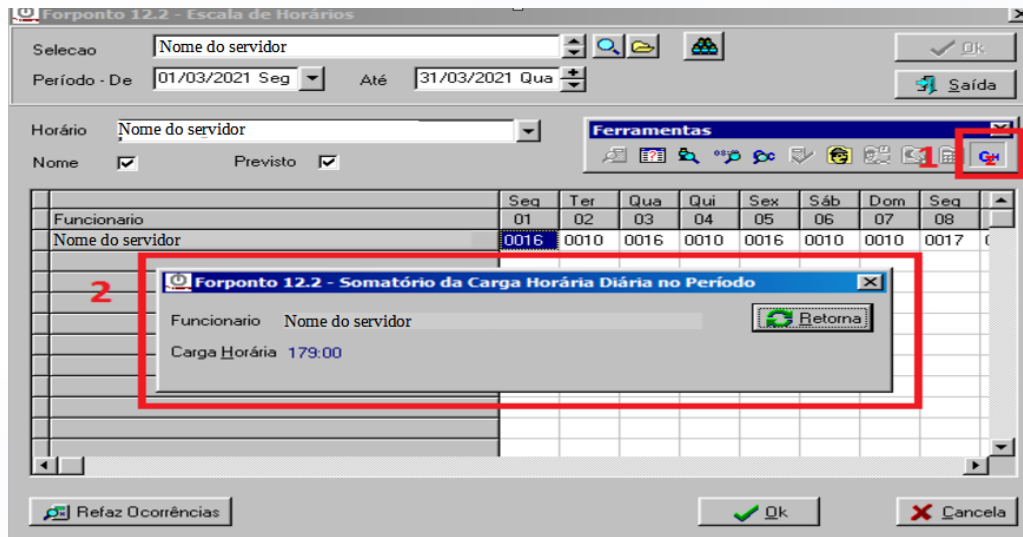 Forponto 12.2 - Escala de Horários
Selecao Nome do servidor Ok
Período - De 01/03/2021 Seg Até 31/03/2021 Qua Saída
Horário Nome do servidor Ferramentas
Nome Previsto 1 CH
Seg Ter Qua Qui Sex Sáb Dom Seg
Funcionario 01 02 03 04 05 06 07 08
Nome do servidor 0016 0010 0016 0010 0016 0010 0010 0017
2
Forponto 12.2 - Somatório da Carga Horária Diária no Período
Funcionario Nome do servidor Retorna
Carga Horária 179:00
Refaz Ocorrências Ok Cancela